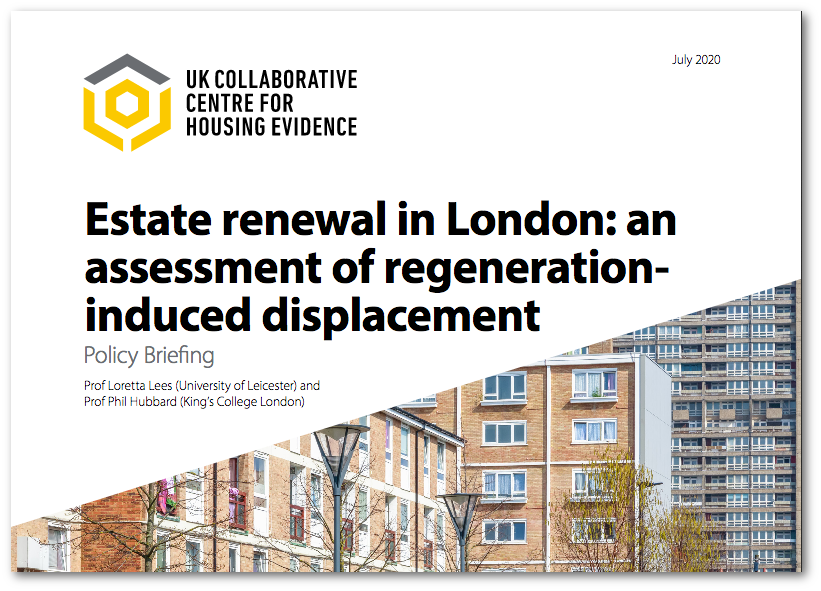 July 2020
UK COLLABORATIVE
CENTRE FOR
HOUSING EVIDENCE
Estate renewal in London: an
assessment of regeneration-
induced displacement
Policy Briefing
Prof Loretta Lees (University of Leicester) and
Prof Phil Hubbard (King's College London)